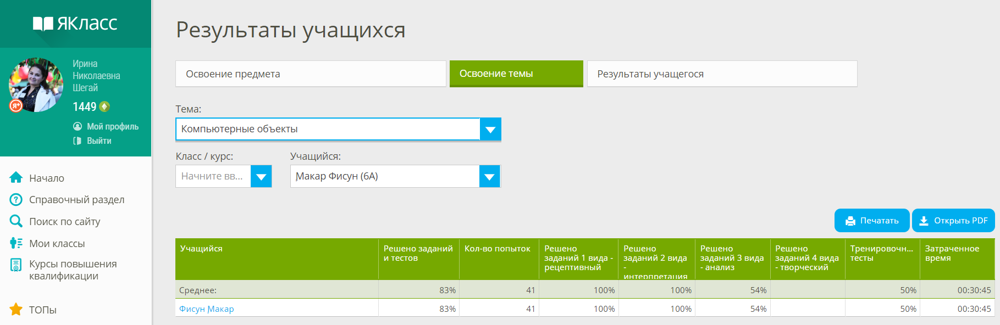 ЯКласс
Ирина
Николаевна
Шегай
1449
Я+
Мой профиль
Выйти
Начало
Справочный раздел
Поиск по сайту
Мои классы
Курсы повышения
квалификации
ТОПы
Результаты учащихся
Освоение предмета
Освоение темы
Результаты учащегося
Тема:
Компьютерные объекты
Класс / курс:
Учащийся:
Начните вв...
Макар Фисун (6А)
Печатать
Открыть PDF
Учащийся
Решено заданий
и тестов
Кол-во попыток
Решено
заданий 1 вида -
рецептивный
Решено
заданий 2 вида
-
интерпретация
Решено
заданий 3 вида
- анализ
Решено
заданий 4 вида
- творческий
Тренировочн...
тесты
Затраченное
время
Среднее: 83% 41 100% 100% 54% 50% 00:30:45
Фисун Макар 83% 41 100% 100% 54% 50% 00:30:45